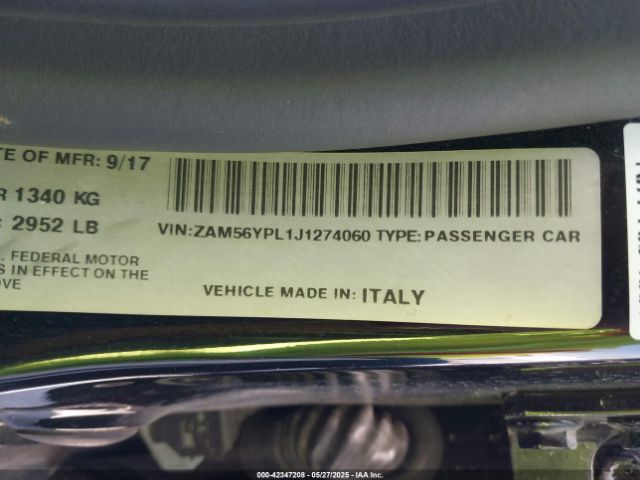 TE OF MFR: 9/17
R 1340 KG
: 2952 LB
VIN:ZAM56YPL1J1274060 TYPE:PASSENGER CAR
. FEDERAL MOTOR
S IN EFFECT ON THE
OVE
VEHICLE MADE IN: ITALY
000-42347208 - 05/27/2025 - IAA Inc.